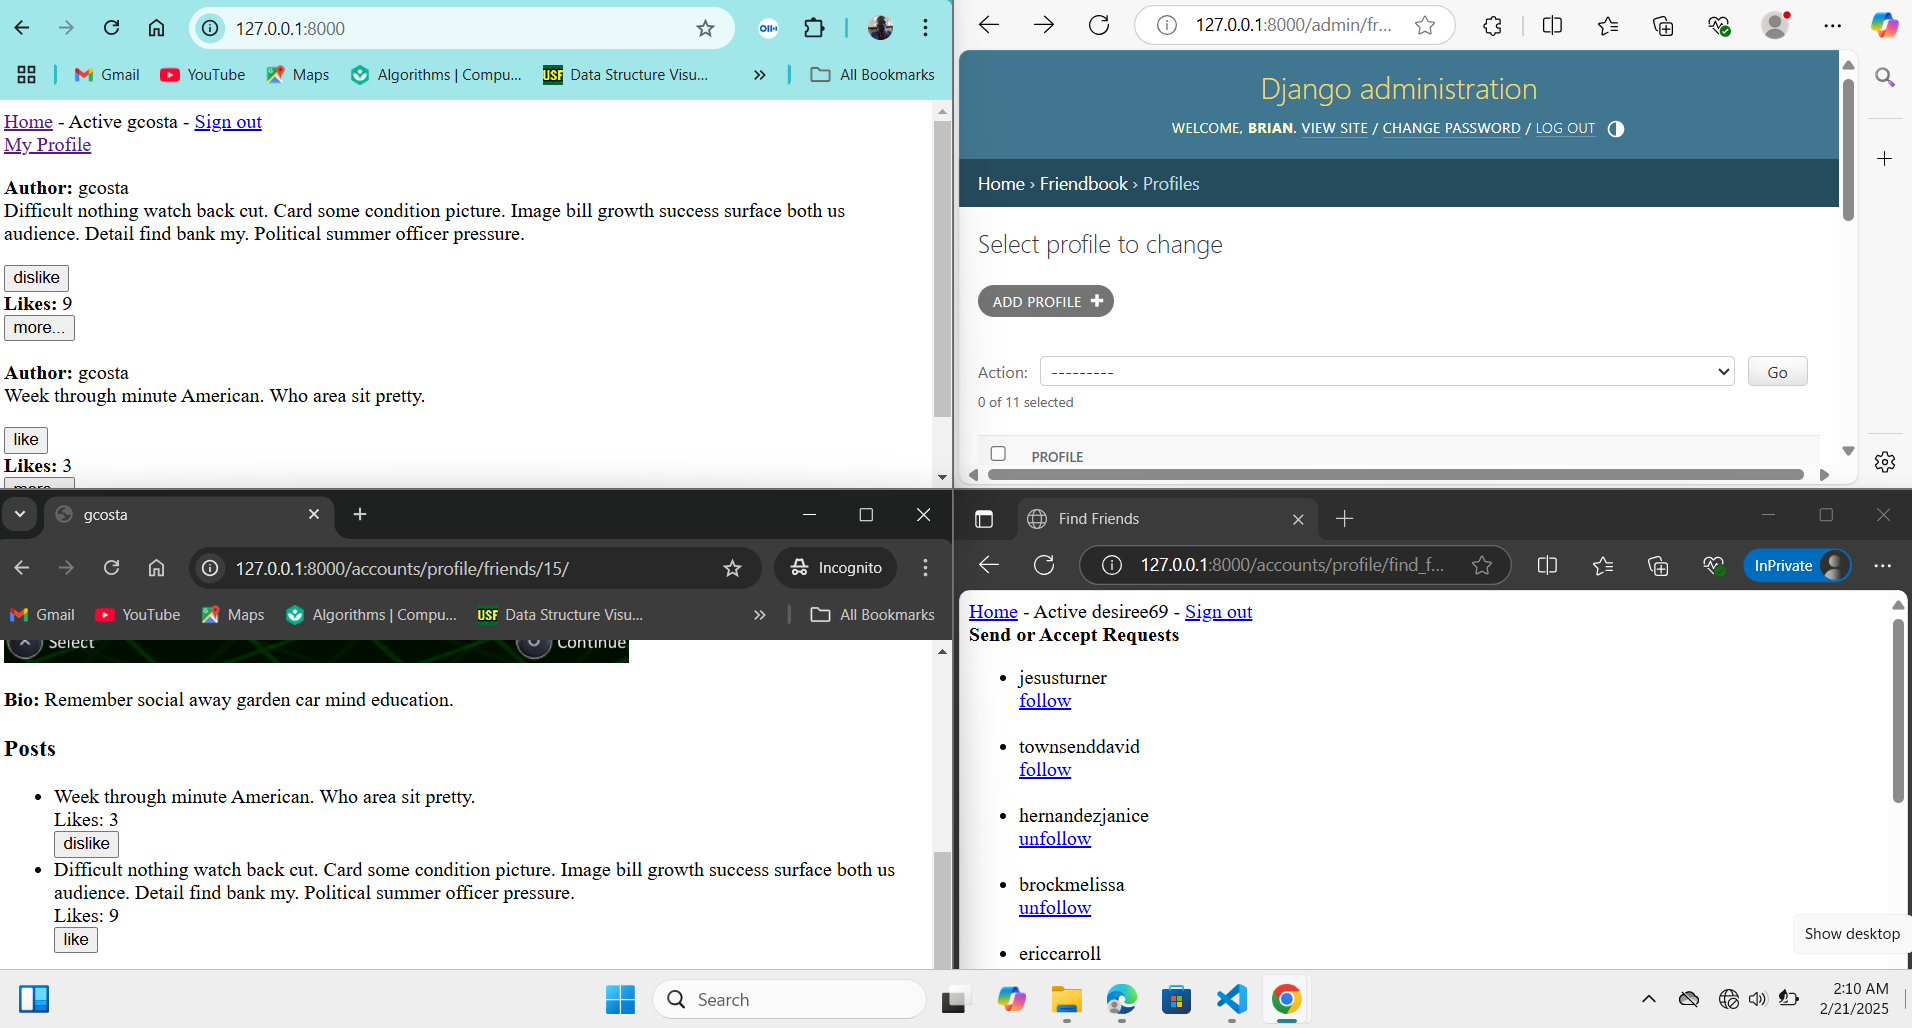 127.0.0.1:8000
Gmail YouTube Maps Algorithms | Compu... USF Data Structure Visu... » All Bookmarks
Home - Active gcosta - Sign out
My Profile
Author: gcosta
Difficult nothing watch back cut. Card some condition picture. Image bill growth success surface both us
audience. Detail find bank my. Political summer officer pressure.
dislike
Likes: 9
more...
Author: gcosta
Week through minute American. Who area sit pretty.
like
Likes: 3
more...
127.0.0.1:8000/admin/fr...
Django administration
WELCOME, BRIAN. VIEW SITE / CHANGE PASSWORD / LOG OUT
Home › Friendbook › Profiles
Select profile to change
ADD PROFILE +
Action: --------- Go
0 of 11 selected
PROFILE
gcosta
127.0.0.1:8000/accounts/profile/friends/15/
Incognito
Gmail YouTube Maps Algorithms | Compu... USF Data Structure Visu... » All Bookmarks
Select Continue
Bio: Remember social away garden car mind education.
Posts
• Week through minute American. Who area sit pretty.
Likes: 3
dislike
• Difficult nothing watch back cut. Card some condition picture. Image bill growth success surface both us
audience. Detail find bank my. Political summer officer pressure.
Likes: 9
like
Find Friends
127.0.0.1:8000/accounts/profile/find_f...
InPrivate
Home - Active desiree69 - Sign out
Send or Accept Requests
• jesusturner
follow
• townsenddavid
follow
• hernandezjanice
unfollow
• brockmelissa
unfollow
• ericcarroll
Show desktop
Search
2:10 AM
2/21/2025